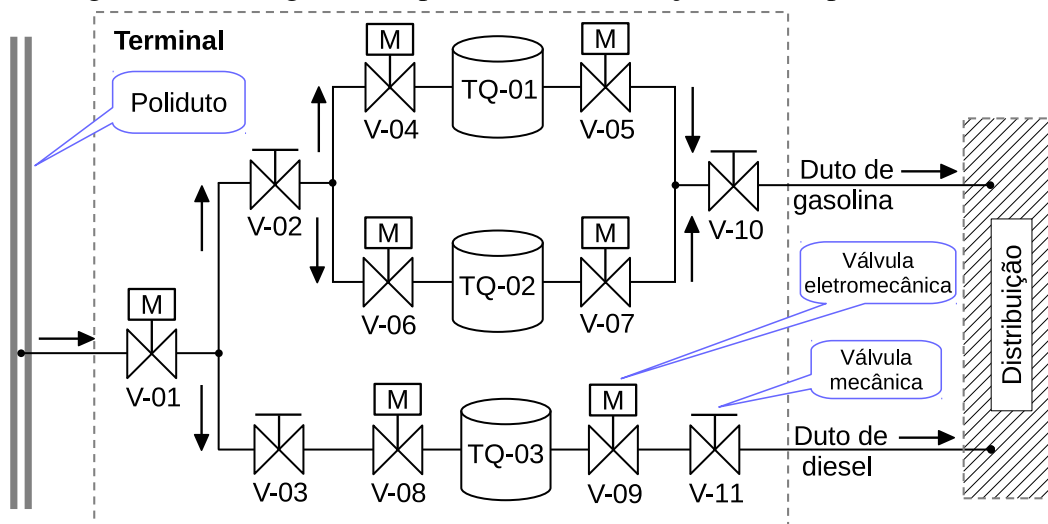 Terminal
Poliduto
M
V-04
TQ-01
M
V-05
V-02
V-10
Duto de
gasolina
M
V-06
TQ-02
M
V-07
Válvula
eletromecânica
M
V-01
Válvula
mecânica
Distribuição
V-03
M
V-08
TQ-03
M
V-09
V-11
Duto de
diesel